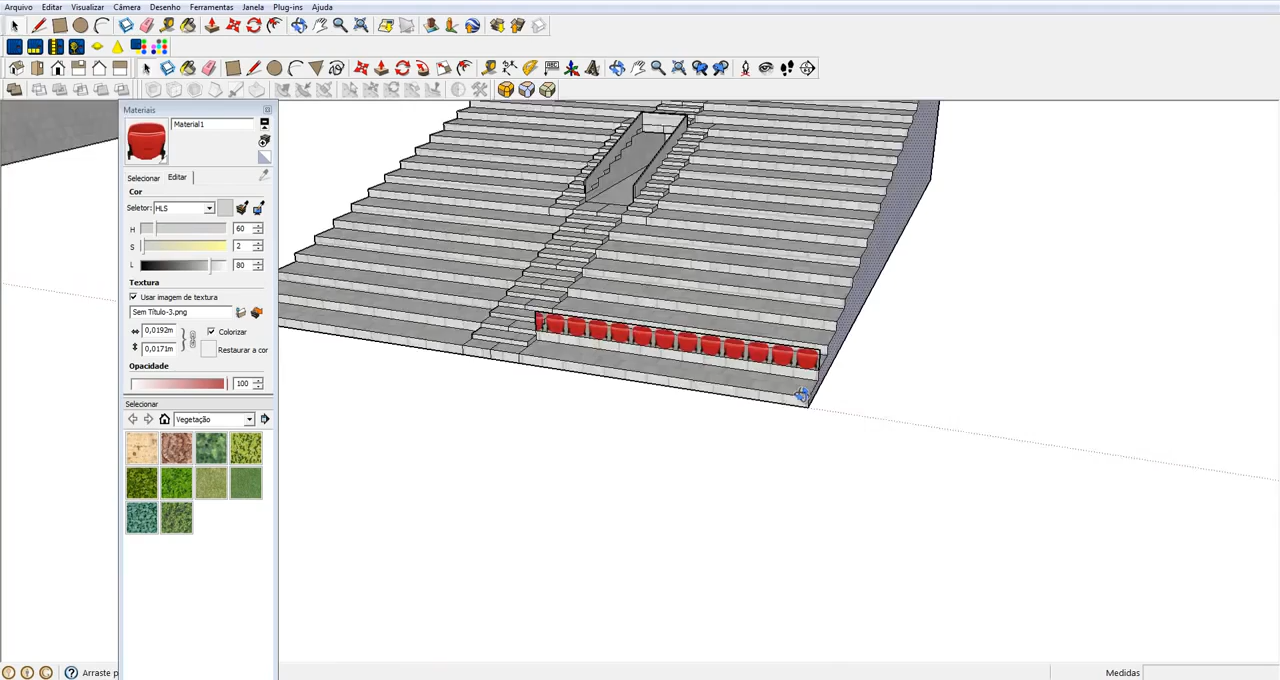 Arquivo Editar Visualizar Câmera Desenho Ferramentas Janela Plug-ins Ajuda
Materiais
Material1
Selecionar Editar
Cor
Seletor: HLS
H 60
S 2
L 80
Textura
Usar imagem de textura
Sem Título-3.png
0,0192m Colorizar
0,0171m Restaurar a cor
Opacidade
100
Selecionar
Vegetação
Arraste p
Medidas